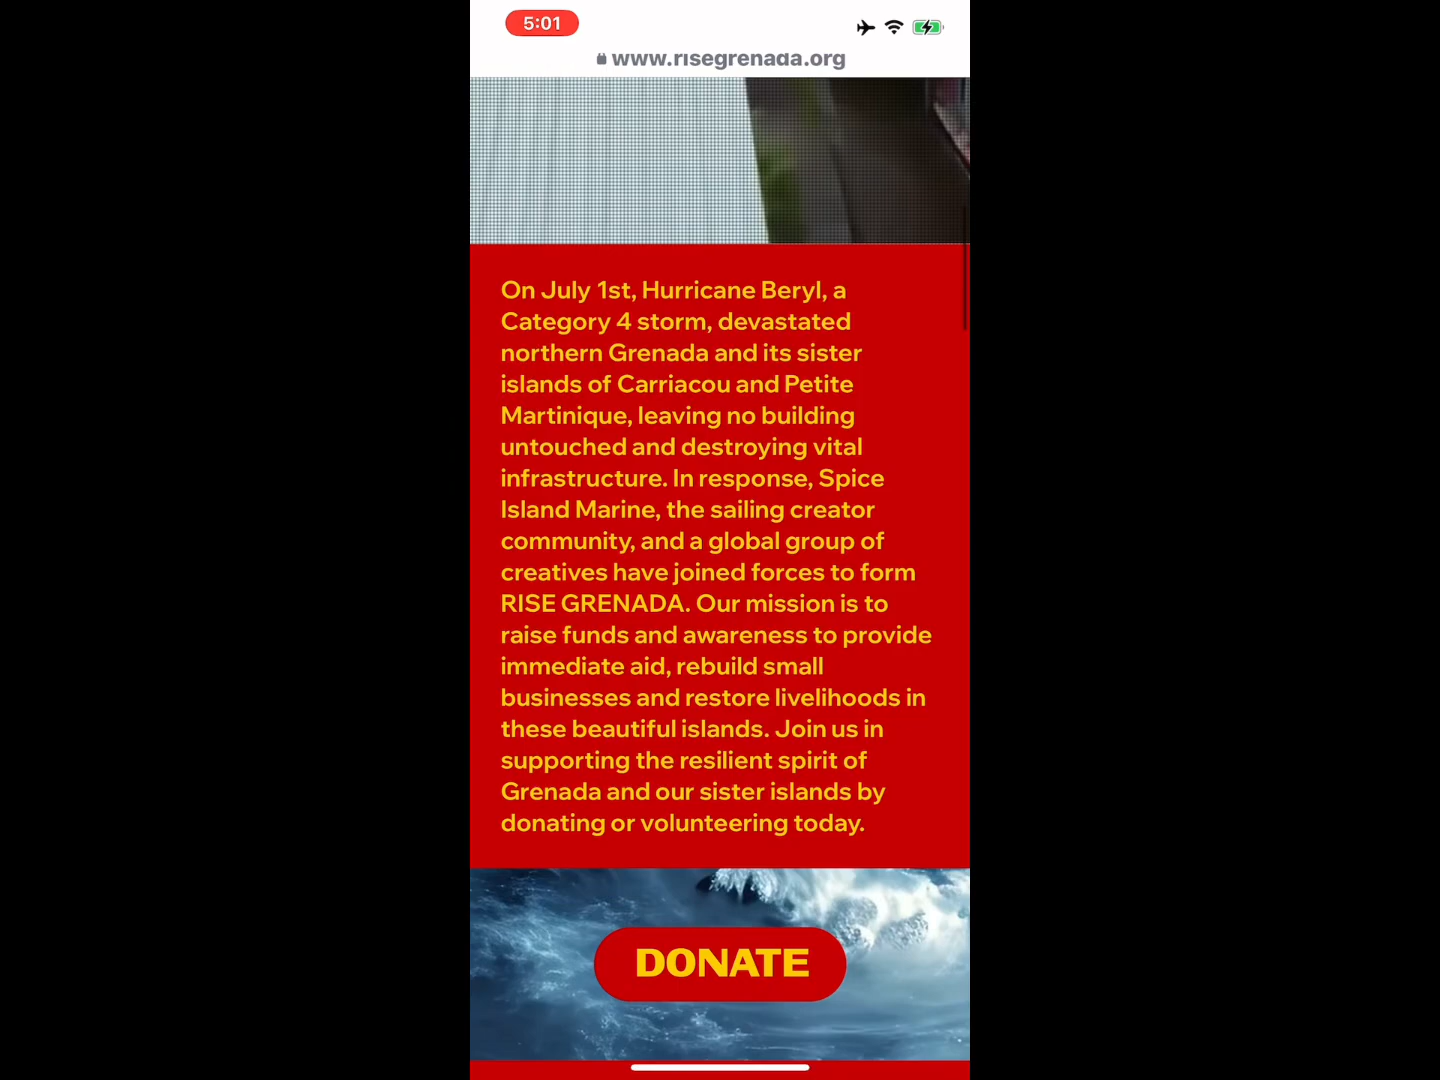 5:01
www.risegrenada.org
On July 1st, Hurricane Beryl, a
Category 4 storm, devastated
northern Grenada and its sister
islands of Carriacou and Petite
Martinique, leaving no building
untouched and destroying vital
infrastructure. In response, Spice
Island Marine, the sailing creator
community, and a global group of
creatives have joined forces to form
RISE GRENADA. Our mission is to
raise funds and awareness to provide
immediate aid, rebuild small
businesses and restore livelihoods in
these beautiful islands. Join us in
supporting the resilient spirit of
Grenada and our sister islands by
donating or volunteering today.
DONATE